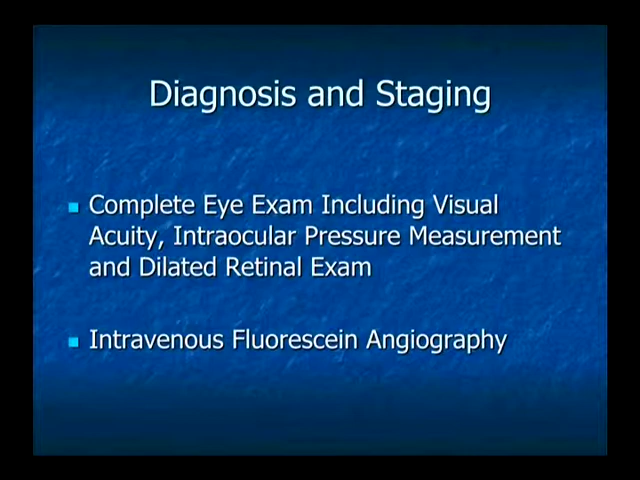 Diagnosis and Staging
Complete Eye Exam Including Visual
Acuity, Intraocular Pressure Measurement
and Dilated Retinal Exam
Intravenous Fluorescein Angiography